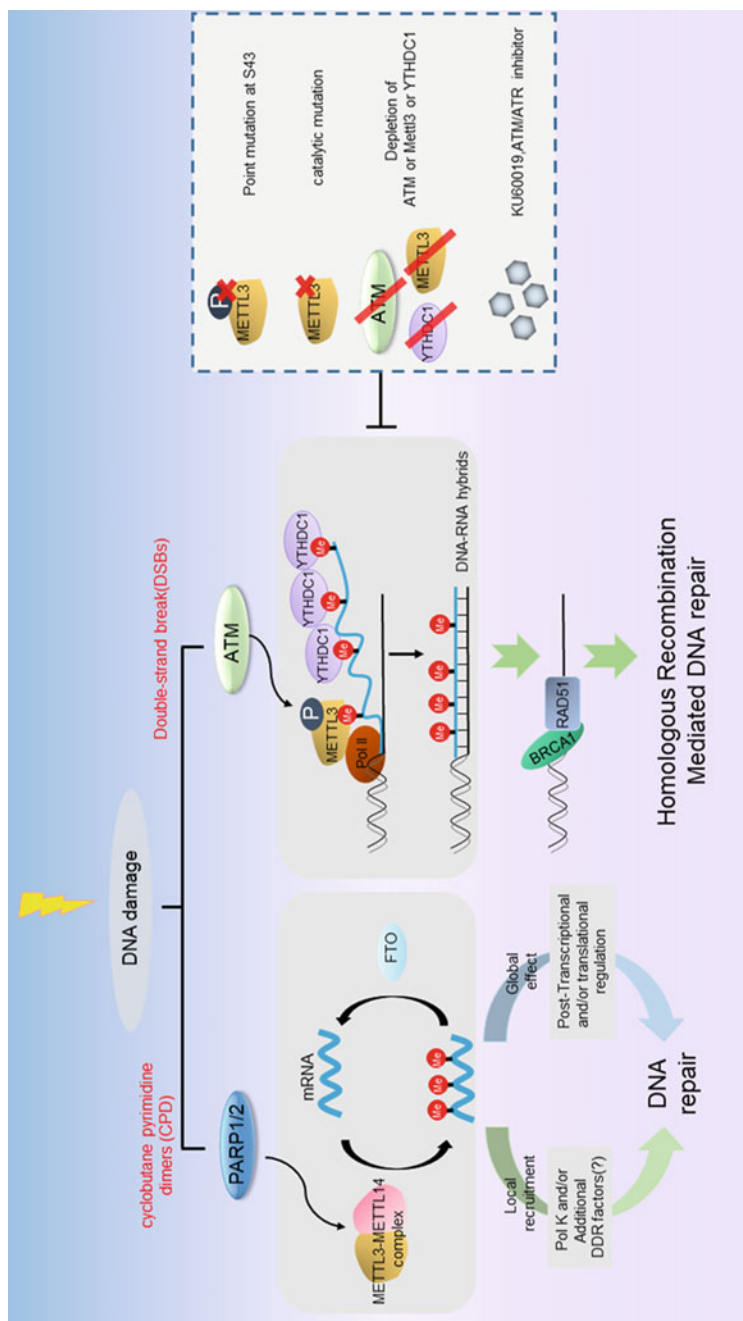 DNA damage
cyclobutane pyrimidine
dimers (CPD)
Double-strand break(DSBs)
PARP1/2
ATM
METTL3-METTL14
complex
mRNA
FTO
Me
Me
Me
Local
recruitment
Global
effect
Pol K and/or
Additional
DDR factors(?)
Post-Transcriptional
and/or translational
regulation
DNA
repair
P
METTL3
Pol II
Me
Me
Me
Me
YTHDC1
YTHDC1
YTHDC1
Me
Me
Me
Me
DNA-RNA hybrids
BRCA1
RAD51
Homologous Recombination
Mediated DNA repair
P
METTL3
Point mutation at S43
METTL3
catalytic mutation
ATM
YTHDC1
METTL3
Depletion of
ATM or Mettl3 or YTHDC1
KU60019,ATM/ATR inhibitor